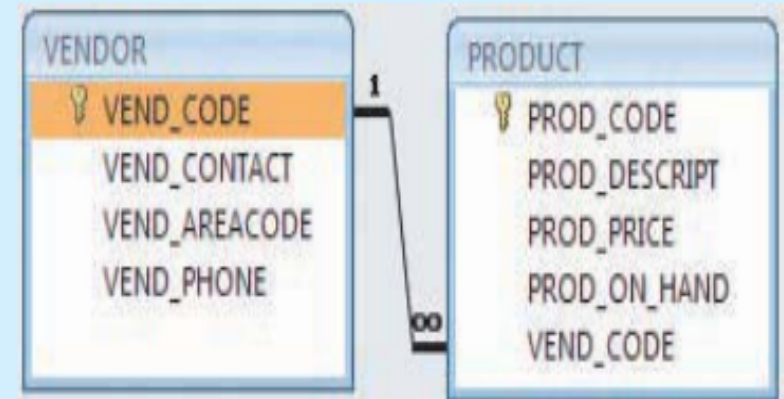 VENDOR
VEND_CODE
VEND_CONTACT
VEND_AREACODE
VEND_PHONE
1
∞
PRODUCT
PROD_CODE
PROD_DESCRIPT
PROD_PRICE
PROD_ON_HAND
VEND_CODE